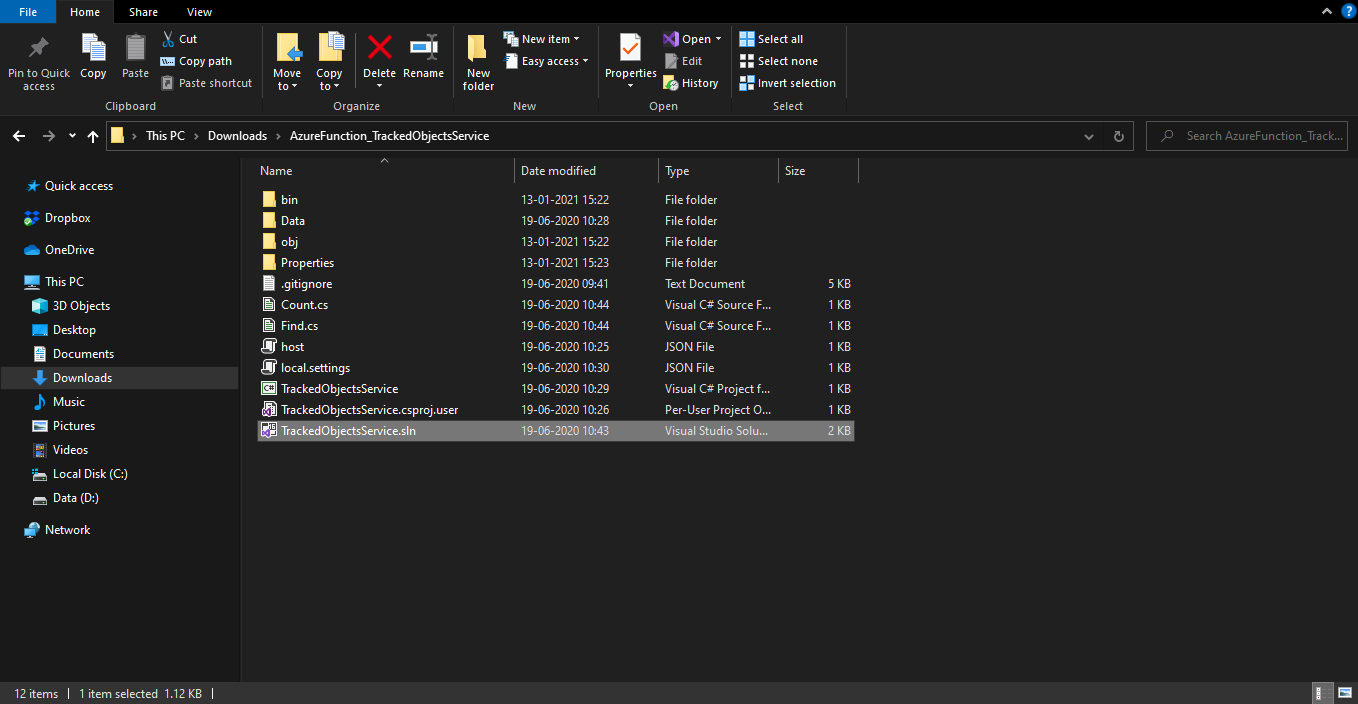 File Home Share View
Pin to Quick access
Copy
Paste
Cut
Copy path
Paste shortcut
Clipboard
Move to
Copy to
Delete
Rename
Organize
New folder
New item
Easy access
New
Properties
Open
Edit
History
Open
Select all
Select none
Invert selection
Select
This PC > Downloads > AzureFunction_TrackedObjectsService
Search AzureFunction_Track...
Quick access
Dropbox
OneDrive
This PC
3D Objects
Desktop
Documents
Downloads
Music
Pictures
Videos
Local Disk (C:)
Data (D:)
Network
Name Date modified Type Size
bin 13-01-2021 15:22 File folder
Data 19-06-2020 10:28 File folder
obj 13-01-2021 15:22 File folder
Properties 13-01-2021 15:23 File folder
.gitignore 19-06-2020 09:41 Text Document 5 KB
Count.cs 19-06-2020 10:44 Visual C# Source F... 1 KB
Find.cs 19-06-2020 10:44 Visual C# Source F... 1 KB
host 19-06-2020 10:25 JSON File 1 KB
local.settings 19-06-2020 10:30 JSON File 1 KB
TrackedObjectsService 19-06-2020 10:29 Visual C# Project f... 1 KB
TrackedObjectsService.csproj.user 19-06-2020 10:26 Per-User Project O... 1 KB
TrackedObjectsService.sln 19-06-2020 10:43 Visual Studio Solu... 2 KB
12 items 1 item selected 1.12 KB